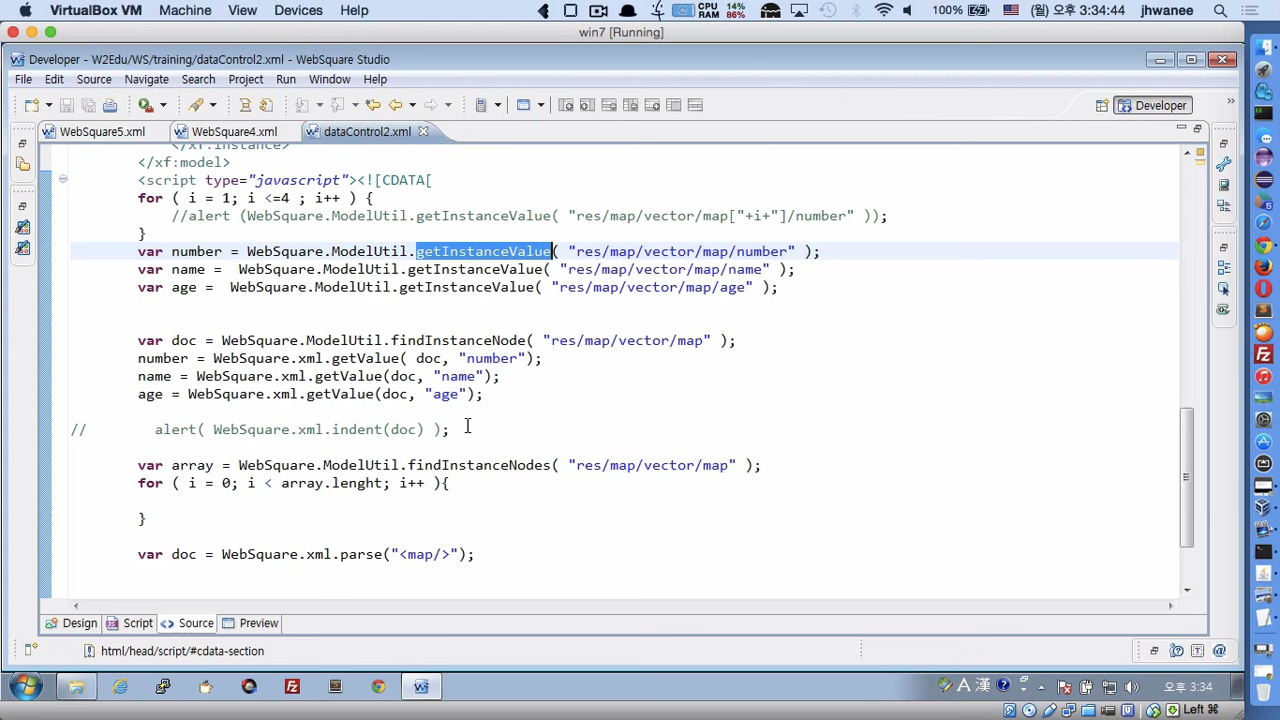 VirtualBox VM Machine View Devices Help CPU 14% RAM 86% 100% (월) 오후 3:34:44 jhwanee
win7 [Running]
Developer - W2Edu/WS/training/dataControl2.xml - WebSquare Studio
File Edit Source Navigate Search Project Run Window Help
Developer
WebSquare5.xml WebSquare4.xml dataControl2.xml
</xf:instance>
</xf:model>
<script type="javascript"><![CDATA[
for ( i = 1; i <=4 ; i++ ) {
//alert (WebSquare.ModelUtil.getInstanceValue( "res/map/vector/map["+i+"]/number" ));
}
var number = WebSquare.ModelUtil.getInstanceValue( "res/map/vector/map/number" );
var name =  WebSquare.ModelUtil.getInstanceValue( "res/map/vector/map/name" );
var age =  WebSquare.ModelUtil.getInstanceValue( "res/map/vector/map/age" );
var doc = WebSquare.ModelUtil.findInstanceNode( "res/map/vector/map" );
number = WebSquare.xml.getValue( doc, "number");
name = WebSquare.xml.getValue(doc, "name");
age = WebSquare.xml.getValue(doc, "age");
// alert( WebSquare.xml.indent(doc) );
var array = WebSquare.ModelUtil.findInstanceNodes( "res/map/vector/map" );
for ( i = 0; i < array.lenght; i++ ){
}
var doc = WebSquare.xml.parse("<map/>");
Design Script Source Preview
html/head/script/#cdata-section
A 漢 오후 3:34
Left ⌘